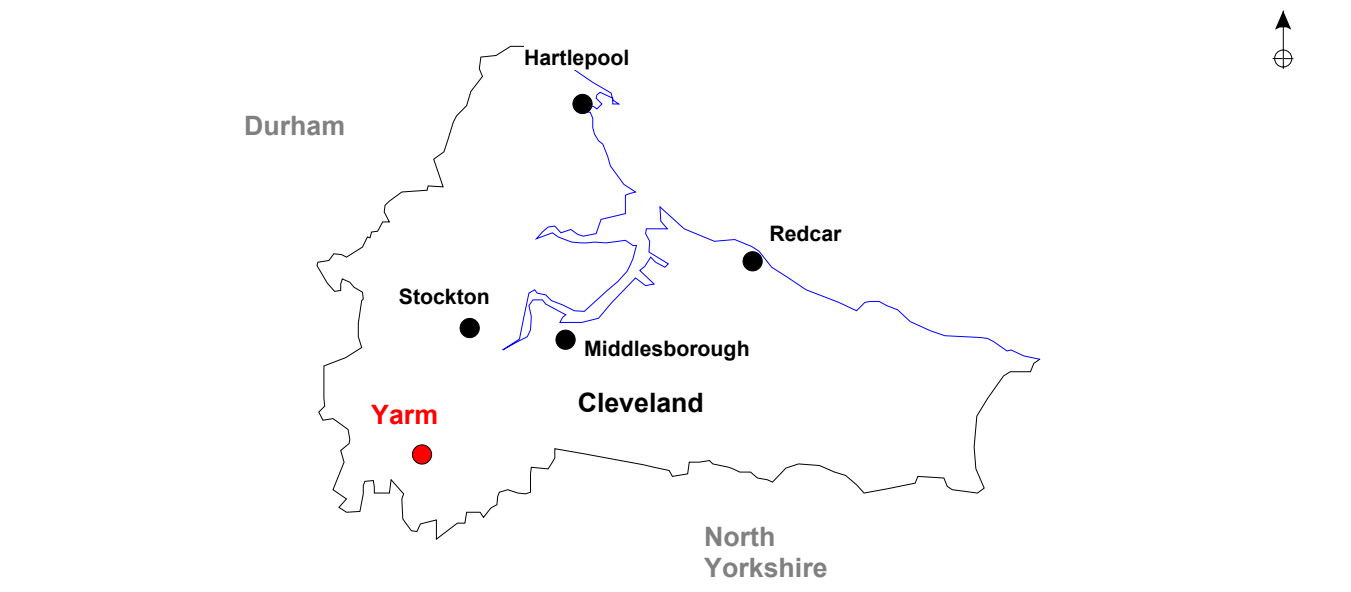 Hartlepool
Durham
Redcar
Stockton
Middlesborough
Cleveland
Yarm
North
Yorkshire